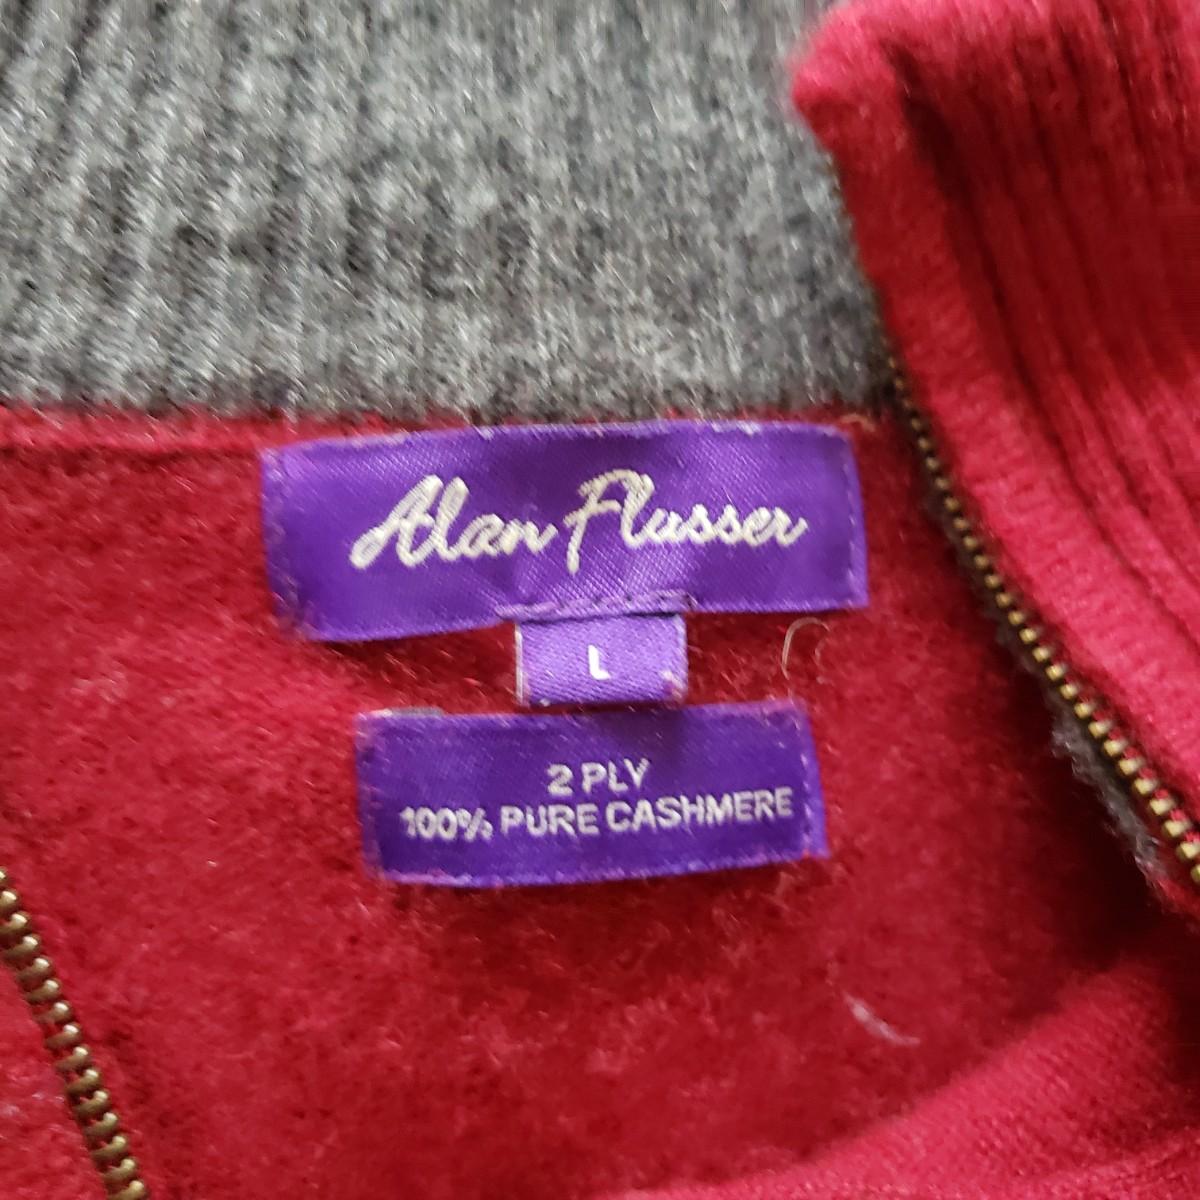 Alan Flusser
L
2 PLY
100% PURE CASHMERE